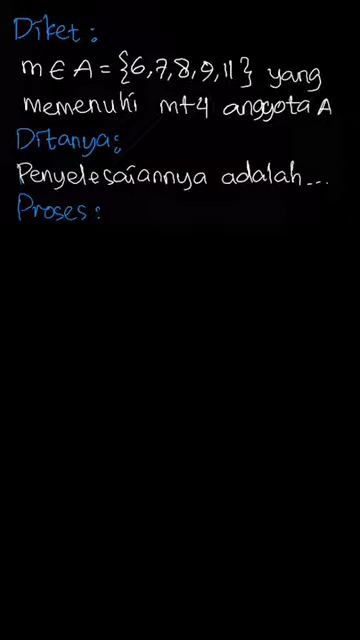 Diket:
m ∈ A = {6,7,8,9,11} yang
memenuhi m+4 anggota A
Ditanya:
Penyelesaiannya adalah...
Proses: